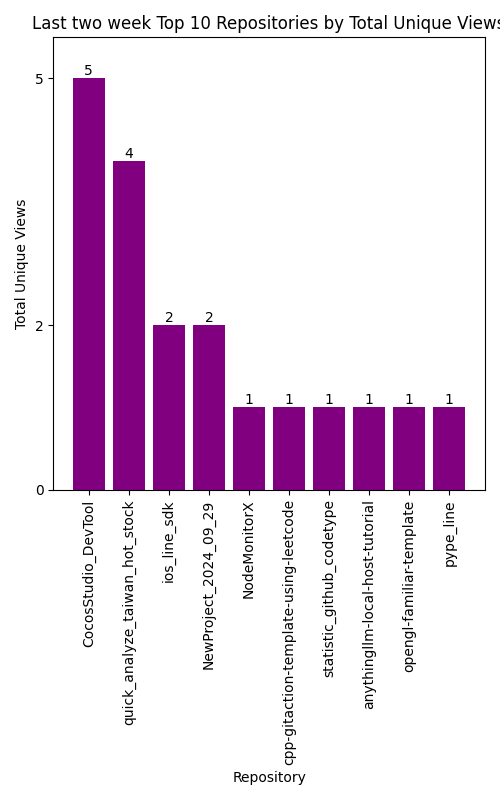 Last two week Top 10 Repositories by Total Unique Views
5
4
2
2
1
1
1
1
1
1
5
2
0
Total Unique Views
CocosStudio_DevTool
quick_analyze_taiwan_hot_stock
ios_line_sdk
NewProject_2024_09_29
NodeMonitorX
cpp-gitaction-template-using-leetcode
statistic_github_codetype
anythingllm-local-host-tutorial
opengl-familiar-template
pype_line
Repository